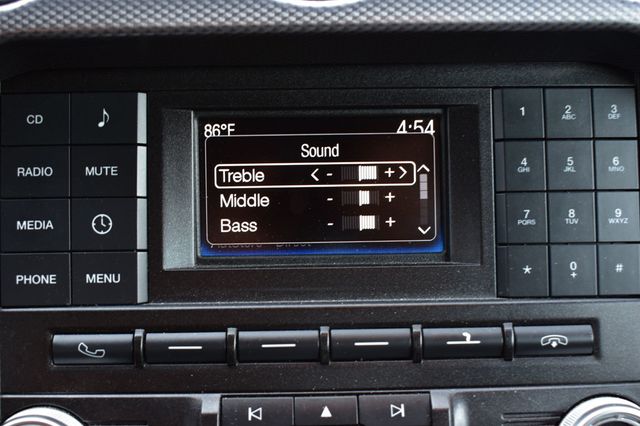 86°F 4:54
Sound
Treble < - + >
Middle - +
Bass - +
CD
RADIO MUTE
MEDIA
PHONE MENU
1 2 ABC 3 DEF
4 GHI 5 JKL 6 MNO
7 PQRS 8 TUV 9 WXYZ
* 0 + #